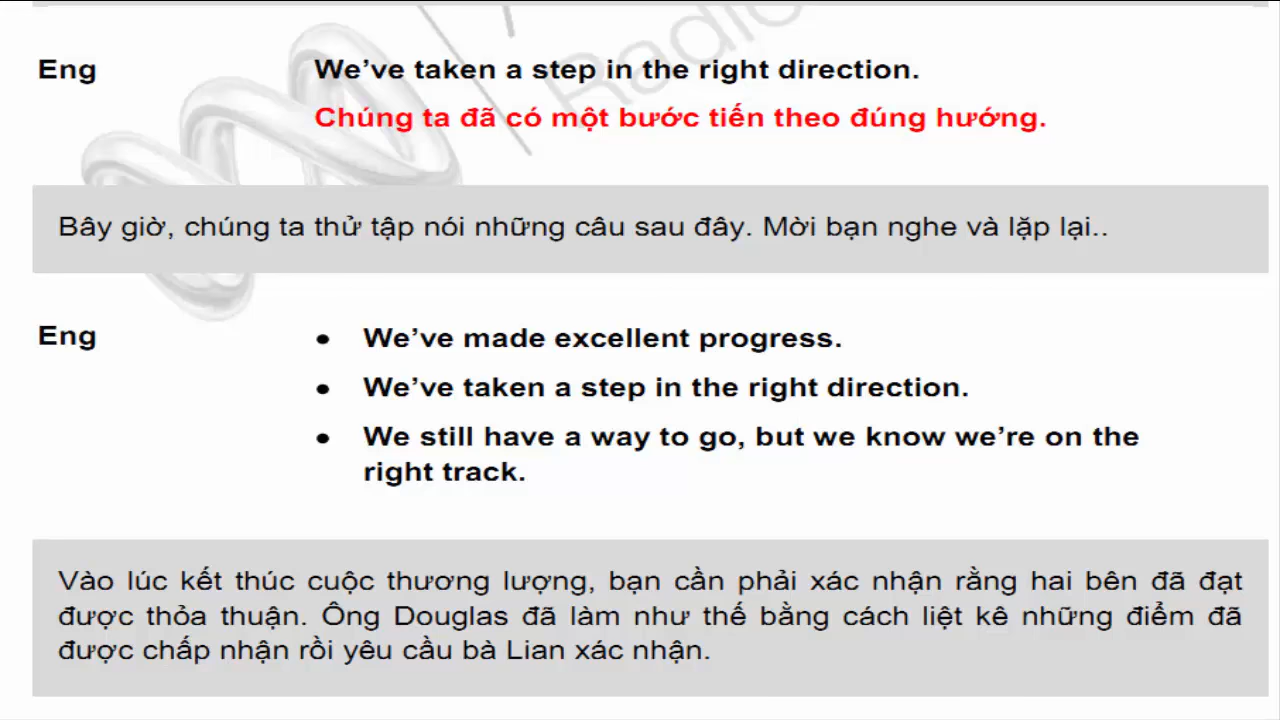 Radio
Eng We’ve taken a step in the right direction.
Chúng ta đã có một bước tiến theo đúng hướng.
Bây giờ, chúng ta thử tập nói những câu sau đây. Mời bạn nghe và lặp lại..
Eng • We’ve made excellent progress.
• We’ve taken a step in the right direction.
• We still have a way to go, but we know we’re on the
right track.
Vào lúc kết thúc cuộc thương lượng, bạn cần phải xác nhận rằng hai bên đã đạt
được thỏa thuận. Ông Douglas đã làm như thế bằng cách liệt kê những điểm đã
được chấp nhận rồi yêu cầu bà Lian xác nhận.